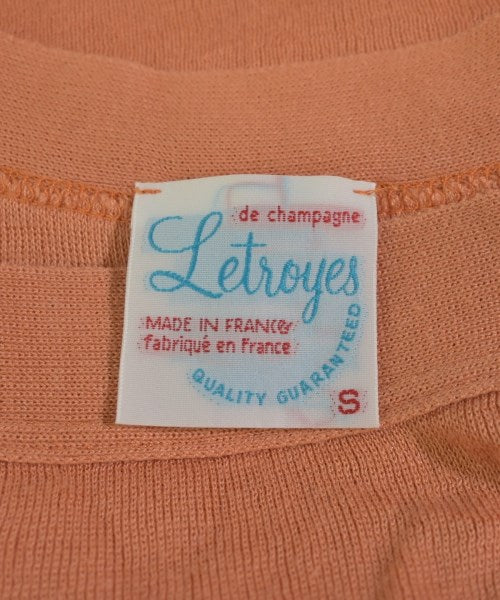 de champagne
Letroyes
MADE IN FRANCE
fabriqué en France
QUALITY GUARANTEED
S